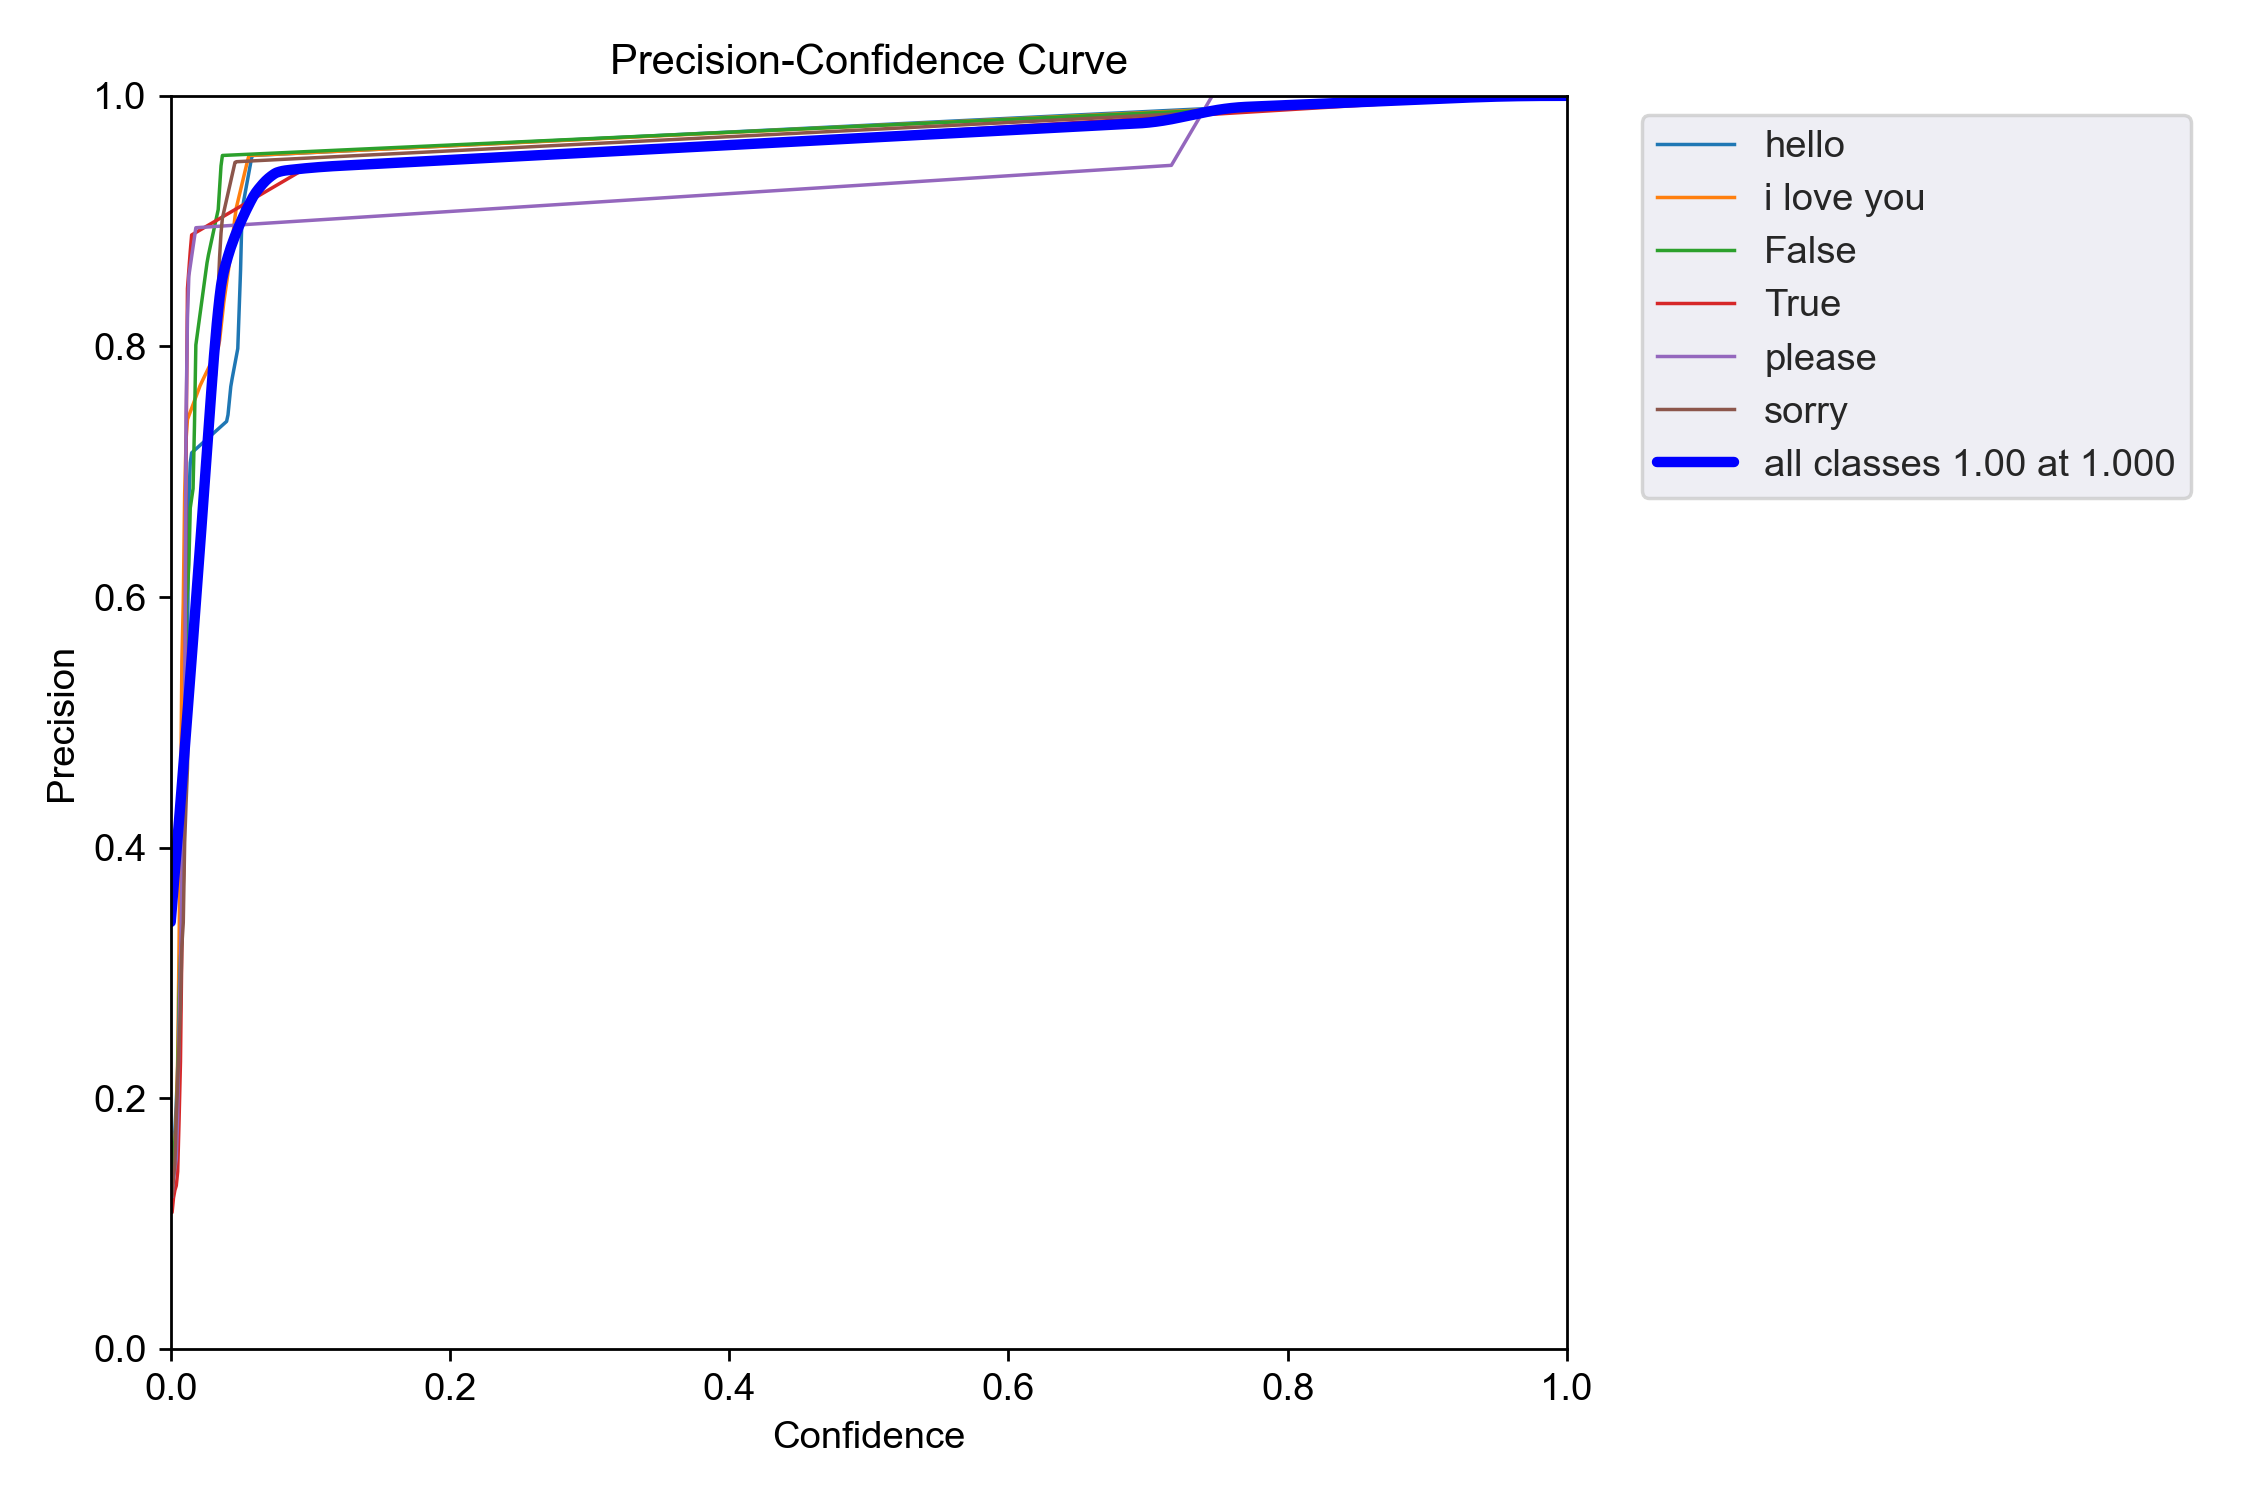 Precision-Confidence Curve
1.0
0.8
0.6
0.4
0.2
0.0
Precision
0.0 0.2 0.4 0.6 0.8 1.0
Confidence
hello
i love you
False
True
please
sorry
all classes 1.00 at 1.000